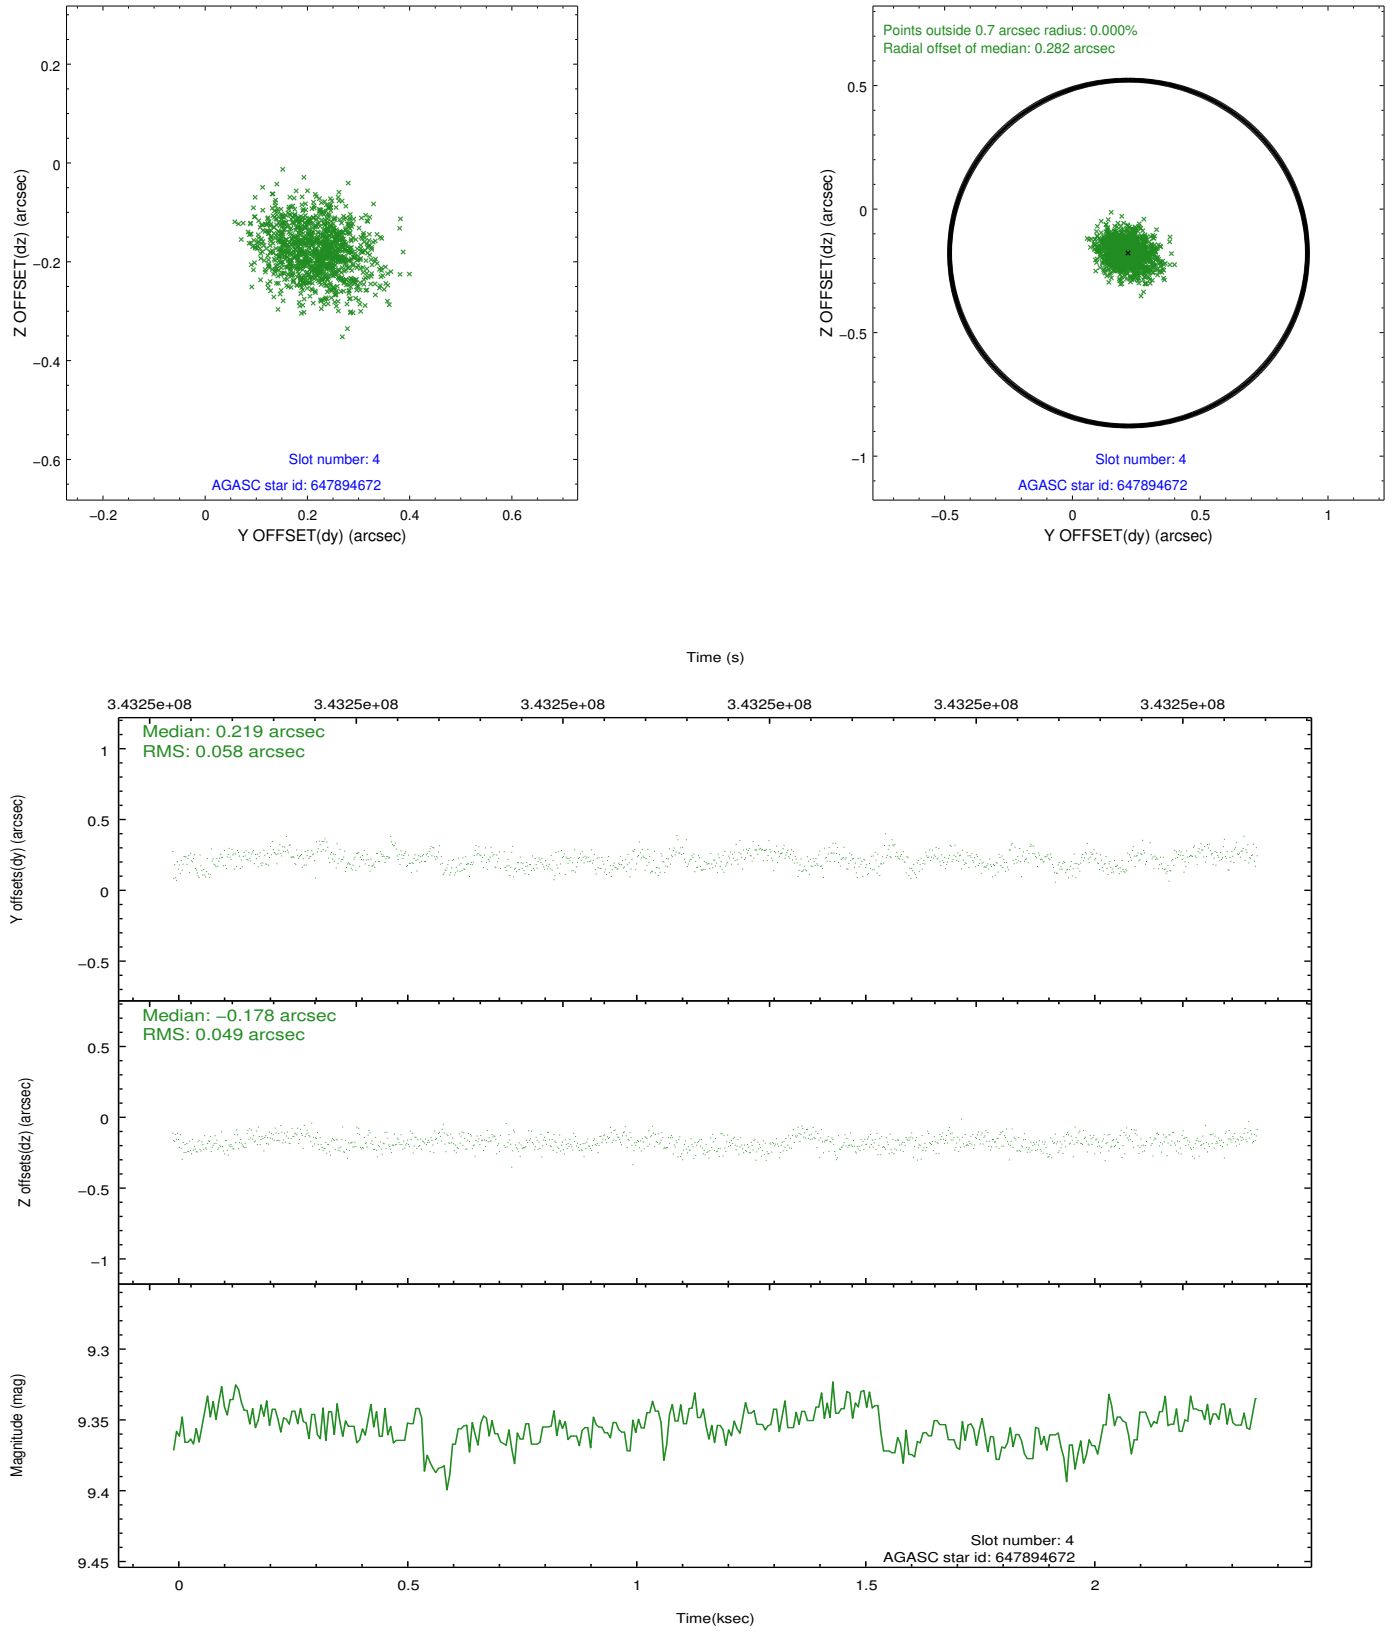 0.2
0
−0.2
−0.4
−0.6
Z OFFSET(dz) (arcsec)
Slot number: 4
AGASC star id: 647894672
−0.2
0
0.2
0.4
0.6
Y OFFSET(dy) (arcsec)
Points outside 0.7 arcsec radius: 0.000%
Radial offset of median: 0.282 arcsec
0.5
0
−0.5
−1
Z OFFSET(dz) (arcsec)
Slot number: 4
AGASC star id: 647894672
−0.5
0
0.5
1
Y OFFSET(dy) (arcsec)
Time (s)
3.4325e+08
3.4325e+08
3.4325e+08
3.4325e+08
3.4325e+08
3.4325e+08
Median: 0.219 arcsec
RMS: 0.058 arcsec
1
0.5
0
−0.5
Y offsets(dy) (arcsec)
Median: −0.178 arcsec
RMS: 0.049 arcsec
0.5
0
−0.5
−1
Z offsets(dz) (arcsec)
9.3
9.35
9.4
9.45
Magnitude (mag)
Slot number: 4
AGASC star id: 647894672
0
0.5
1
1.5
2
Time(ksec)